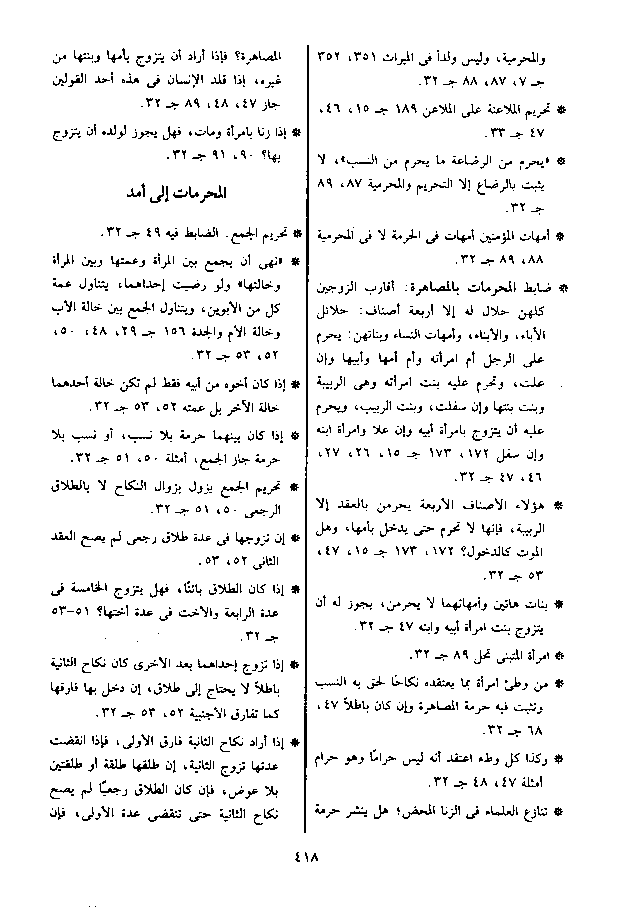 والمحرمية، وليس ولداً فى الميراث ٣٥١، ٣٥٢
جـ ٧، ٨٧، ٨٨ جـ ٣٢.
* تحريم الملاعنة على الملاعن ١٨٩ جـ ١٥، ٤٦،
٤٧ جـ ٣٣.
* «يحرم من الرضاعة ما يحرم من النسب»، لا
يثبت بالرضاع إلا التحريم والمحرمية ٨٧، ٨٩
جـ ٣٢.
* أمهات المؤمنين أمهات فى الحرمة لا فى المحرمية
٨٨، ٨٩ جـ ٣٢.
* ضابط المحرمات بالمصاهرة: أقارب الزوجين
كلهن حلال له إلا أربعة أصناف: حلائل
الأباء، والأبناء، وأمهات النساء وبناتهن: يحرم
على الرجل أم امرأته وأم أمها وأبيها وإن
علت، وتحرم عليه بنت امرأته وهى الربيبة
وبنت بنتها وإن سفلت، وبنت الربيب، ويحرم
عليه أن يتزوج بامرأة أبيه وإن علا وامرأة ابنه
وإن سفل ١٧٢، ١٧٣ جـ ١٥، ٢٦، ٢٧،
٤٦، ٤٧ جـ ٣٢.
* هؤلاء الأصناف الأربعة يحرمن بالعقد إلا
الربيبة، فإنها لا تحرم حتى يدخل بأمها، وهل
الموت كالدخول؟ ١٧٢، ١٧٣ جـ ١٥، ٤٧،
٥٣ جـ ٣٢.
* بنات هاتين وأمهاتهما لا يحرمن، يجوز له أن
يتزوج بنت امرأة أبيه وابنه ٤٧ جـ ٣٢.
* امرأة المتبنى تحل ٨٩ جـ ٣٢.
* من وطئ امرأة بما يعتقده نكاحًا لحق به النسب
وتثبت فيه حرمة المصاهرة وإن كان باطلاً ٤٧،
٦٨ جـ ٣٢.
* وكذا كل وطء اعتقد أنه ليس حرامًا وهو حرام
أمثلة ٤٧، ٤٨ جـ ٣٢.
* تنازع العلماء فى الزنا المحض؛ هل ينشر حرمة
المصاهرة؟ فإذا أراد أن يتزوج بأمها وبنتها من
غيره، إذا قلد الإنسان فى هذه أحد القولين
جاز ٤٧، ٤٨، ٨٩ جـ ٣٢.
* إذا زنا بامرأة ومات، فهل يجوز لولده أن يتزوج
بها؟ ٩٠، ٩١ جـ ٣٢.
المحرمات إلى أمد
* تحريم الجمع. الضابط فيه ٤٩ جـ ٣٢.
* «نهى أن يجمع بين المرأة وعمتها وبين المرأة
وخالتها» ولو رضيت إحداهما، يتناول عمة
كل من الأبوين، ويتناول الجمع بين خالة الأب
وخالة الأم والجدة ١٥٦ جـ ٢٩، ٤٨، ٥٠،
٥٢، ٥٣ جـ ٣٢.
* إذا كان أخوه من أبيه فقط لم تكن خالة أحدهما
خالة الآخر بل عمته ٥٢، ٥٣ جـ ٣٢.
* إذا كان بينهما حرمة بلا نسب، أو نسب بلا
حرمة جاز الجمع، أمثلة ٥٠، ٥١ جـ ٣٢.
* تحريم الجمع يزول بزوال النكاح لا بالطلاق
الرجعى ٥٠، ٥١ جـ ٣٢.
* إن تزوجها فى عدة طلاق رجعى لم يصح العقد
الثانى ٥٢، ٥٣.
* إذا كان الطلاق بائنًا، فهل يتزوج الخامسة فى
عدة الرابعة والأخت فى عدة أختها؟ ٥١-٥٣
جـ ٣٢.
* إذا تزوج إحداهما بعد الأخرى كان نكاح الثانية
باطلاً لا يحتاج إلى طلاق، إن دخل بها فارقها
كما تفارق الأجنبية ٥٢، ٥٣ جـ ٣٢.
* إذا أراد نكاح الثانية فارق الأولى، فإذا انقضت
عدتها تزوج الثانية، إن طلقها طلقة أو طلقتين
بلا عوض، فإن كان الطلاق رجعيًا لم يصح
نكاح الثانية حتى تنقضى عدة الأولى، فإن
٤١٨